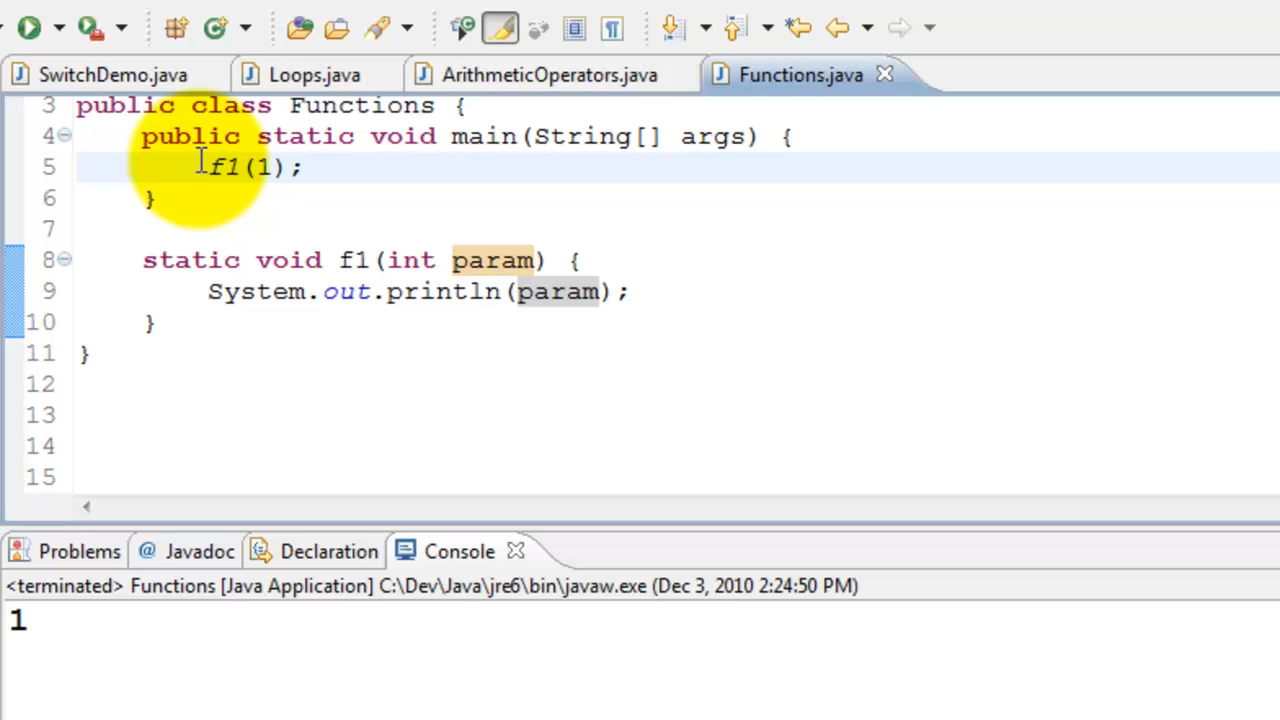 SwitchDemo.java Loops.java ArithmeticOperators.java Functions.java
3 public class Functions {
4 public static void main(String[] args) {
5 f1(1);
6 }
7
8 static void f1(int param) {
9 System.out.println(param);
10 }
11 }
12
13
14
15
Problems @ Javadoc Declaration Console
<terminated> Functions [Java Application] C:\Dev\Java\jre6\bin\javaw.exe (Dec 3, 2010 2:24:50 PM)
1